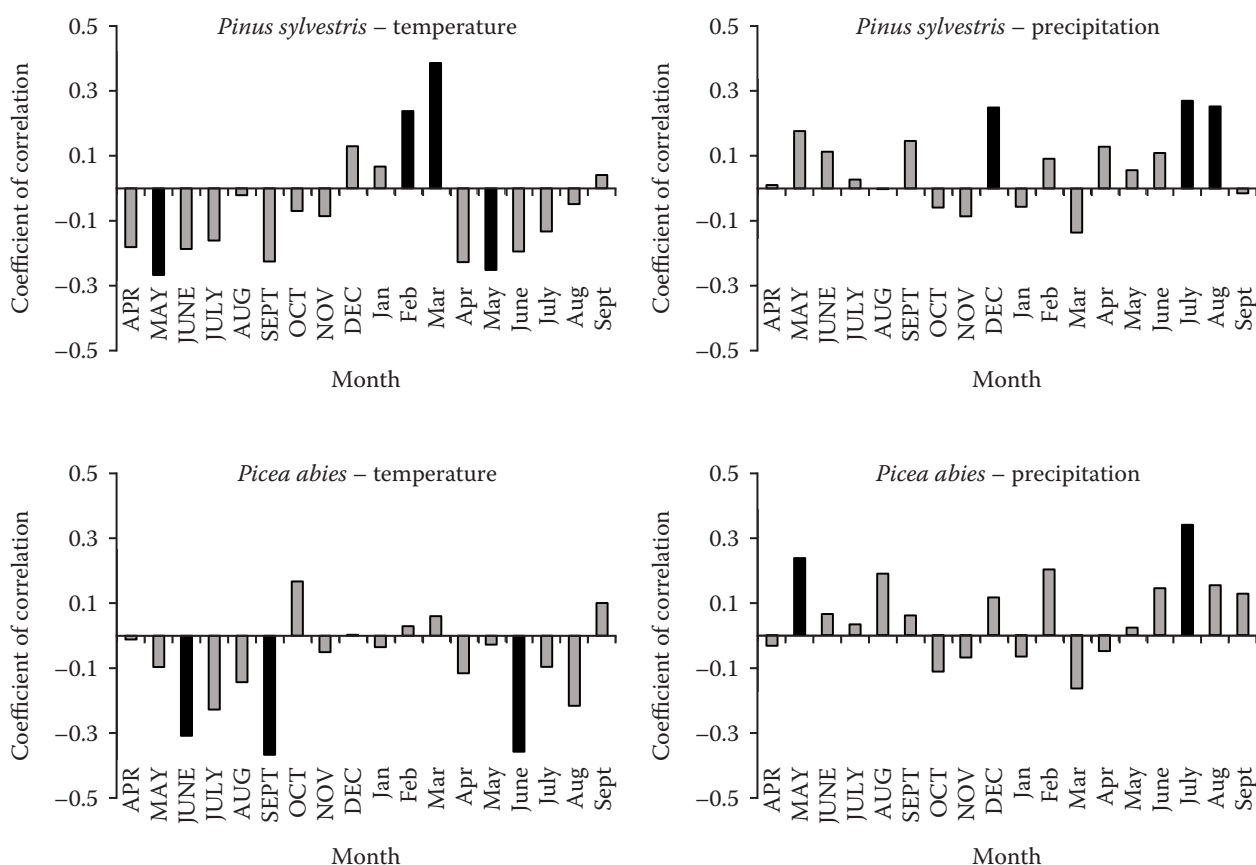 Pinus sylvestris – temperature
Coefficient of correlation
0.5
0.3
0.1
–0.1
–0.3
–0.5
APR
MAY
JUNE
JULY
AUG
SEPT
OCT
NOV
DEC
Jan
Feb
Mar
Apr
May
June
July
Aug
Sept
Month
Pinus sylvestris – precipitation
Coefficient of correlation
0.5
0.3
0.1
–0.1
–0.3
–0.5
APR
MAY
JUNE
JULY
AUG
SEPT
OCT
NOV
DEC
Jan
Feb
Mar
Apr
May
June
July
Aug
Sept
Month
Picea abies – temperature
Coefficient of correlation
0.5
0.3
0.1
–0.1
–0.3
–0.5
APR
MAY
JUNE
JULY
AUG
SEPT
OCT
NOV
DEC
Jan
Feb
Mar
Apr
May
June
July
Aug
Sept
Month
Picea abies – precipitation
Coefficient of correlation
0.5
0.3
0.1
–0.1
–0.3
–0.5
APR
MAY
JUNE
JULY
AUG
SEPT
OCT
NOV
DEC
Jan
Feb
Mar
Apr
May
June
July
Aug
Sept
Month